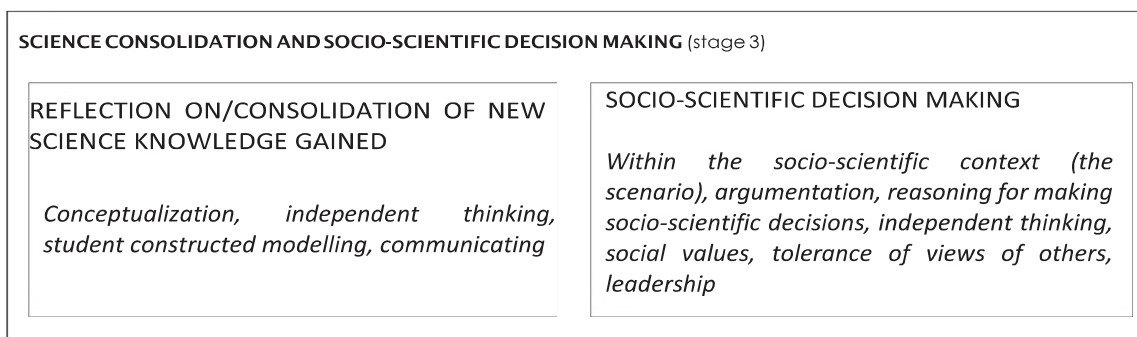 SCIENCE CONSOLIDATION AND SOCIO-SCIENTIFIC DECISION MAKING (stage 3)
REFLECTION ON/CONSOLIDATION OF NEW
SCIENCE KNOWLEDGE GAINED
Conceptualization, independent thinking,
student constructed modelling, communicating
SOCIO-SCIENTIFIC DECISION MAKING
Within the socio-scientific context (the
scenario), argumentation, reasoning for making
socio-scientific decisions, independent thinking,
social values, tolerance of views of others,
leadership